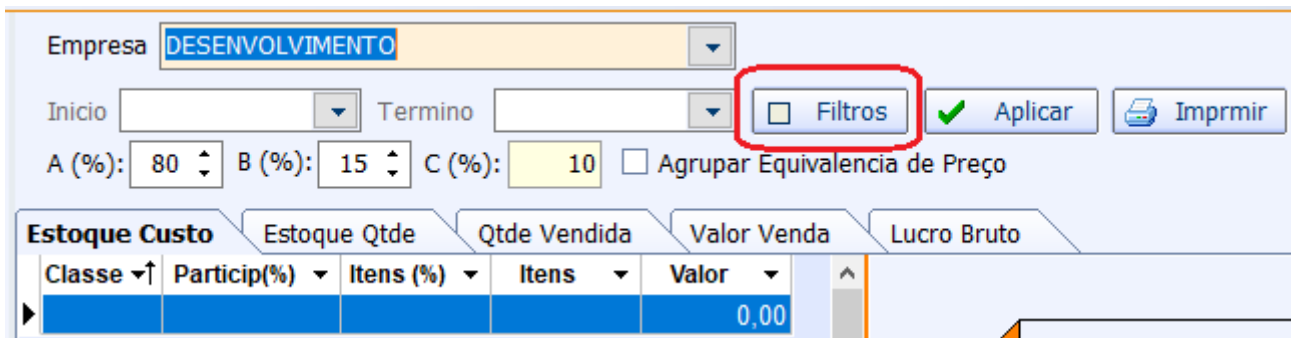 Empresa DESENVOLVIMENTO
Inicio Termino Filtros Aplicar Imprmir
A (%): 80 B (%): 15 C (%): 10 Agrupar Equivalencia de Preço
Estoque Custo Estoque Qtde Qtde Vendida Valor Venda Lucro Bruto
Classe Particip(%) Itens (%) Itens Valor
0,00